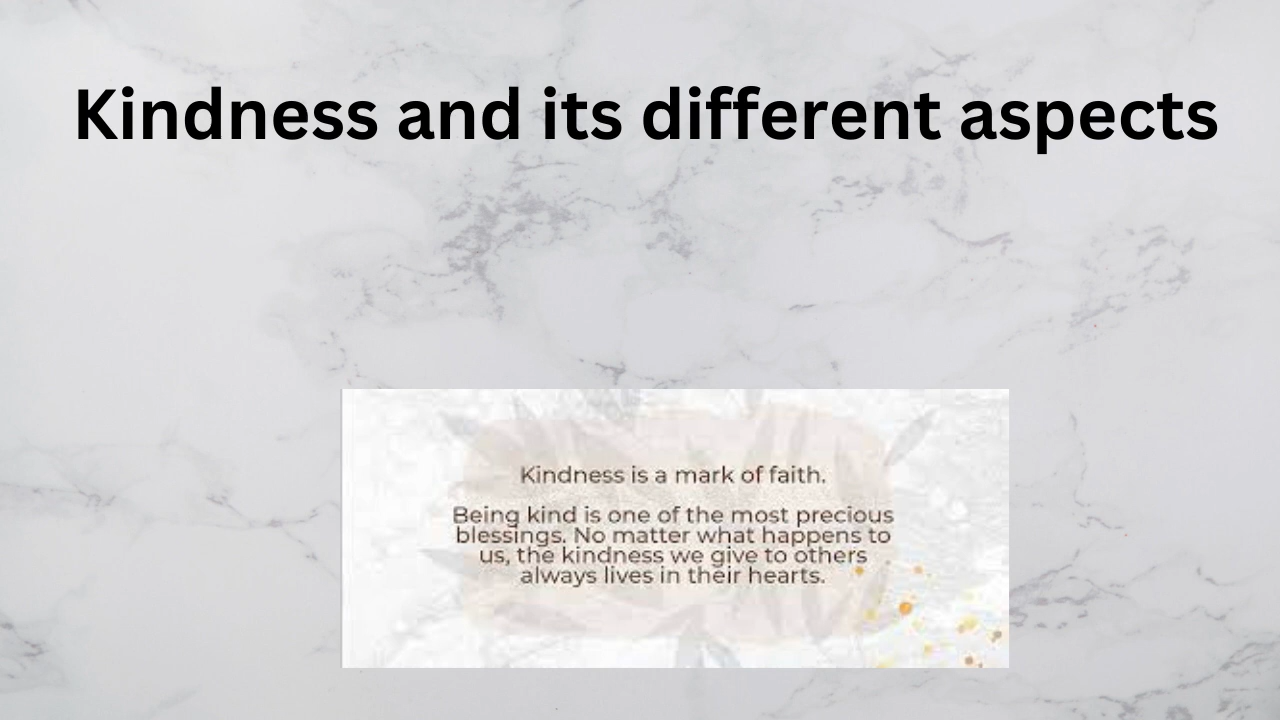 Kindness and its different aspects
Kindness is a mark of faith.
Being kind is one of the most precious
blessings. No matter what happens to
us, the kindness we give to others
always lives in their hearts.